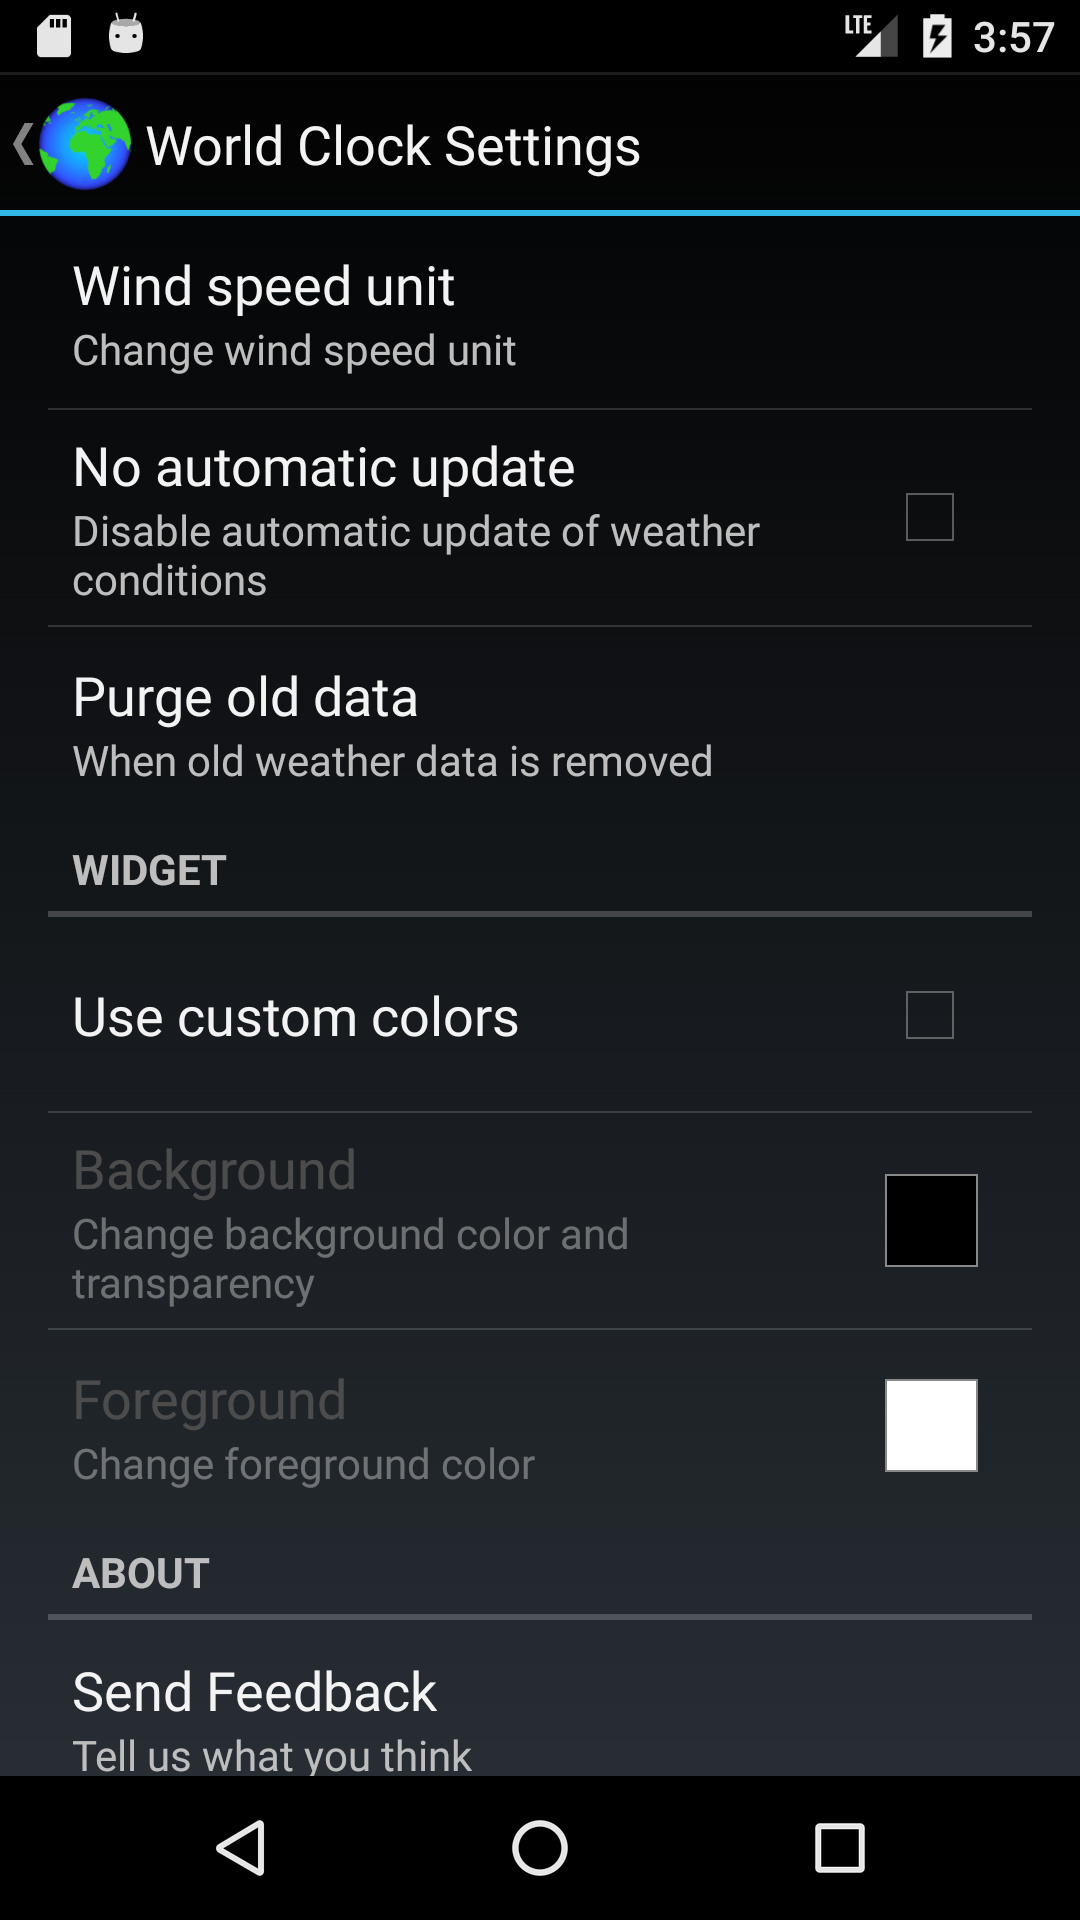 LTE 3:57
World Clock Settings
Wind speed unit
Change wind speed unit
No automatic update
Disable automatic update of weather
conditions
Purge old data
When old weather data is removed
WIDGET
Use custom colors
Background
Change background color and
transparency
Foreground
Change foreground color
ABOUT
Send Feedback
Tell us what you think